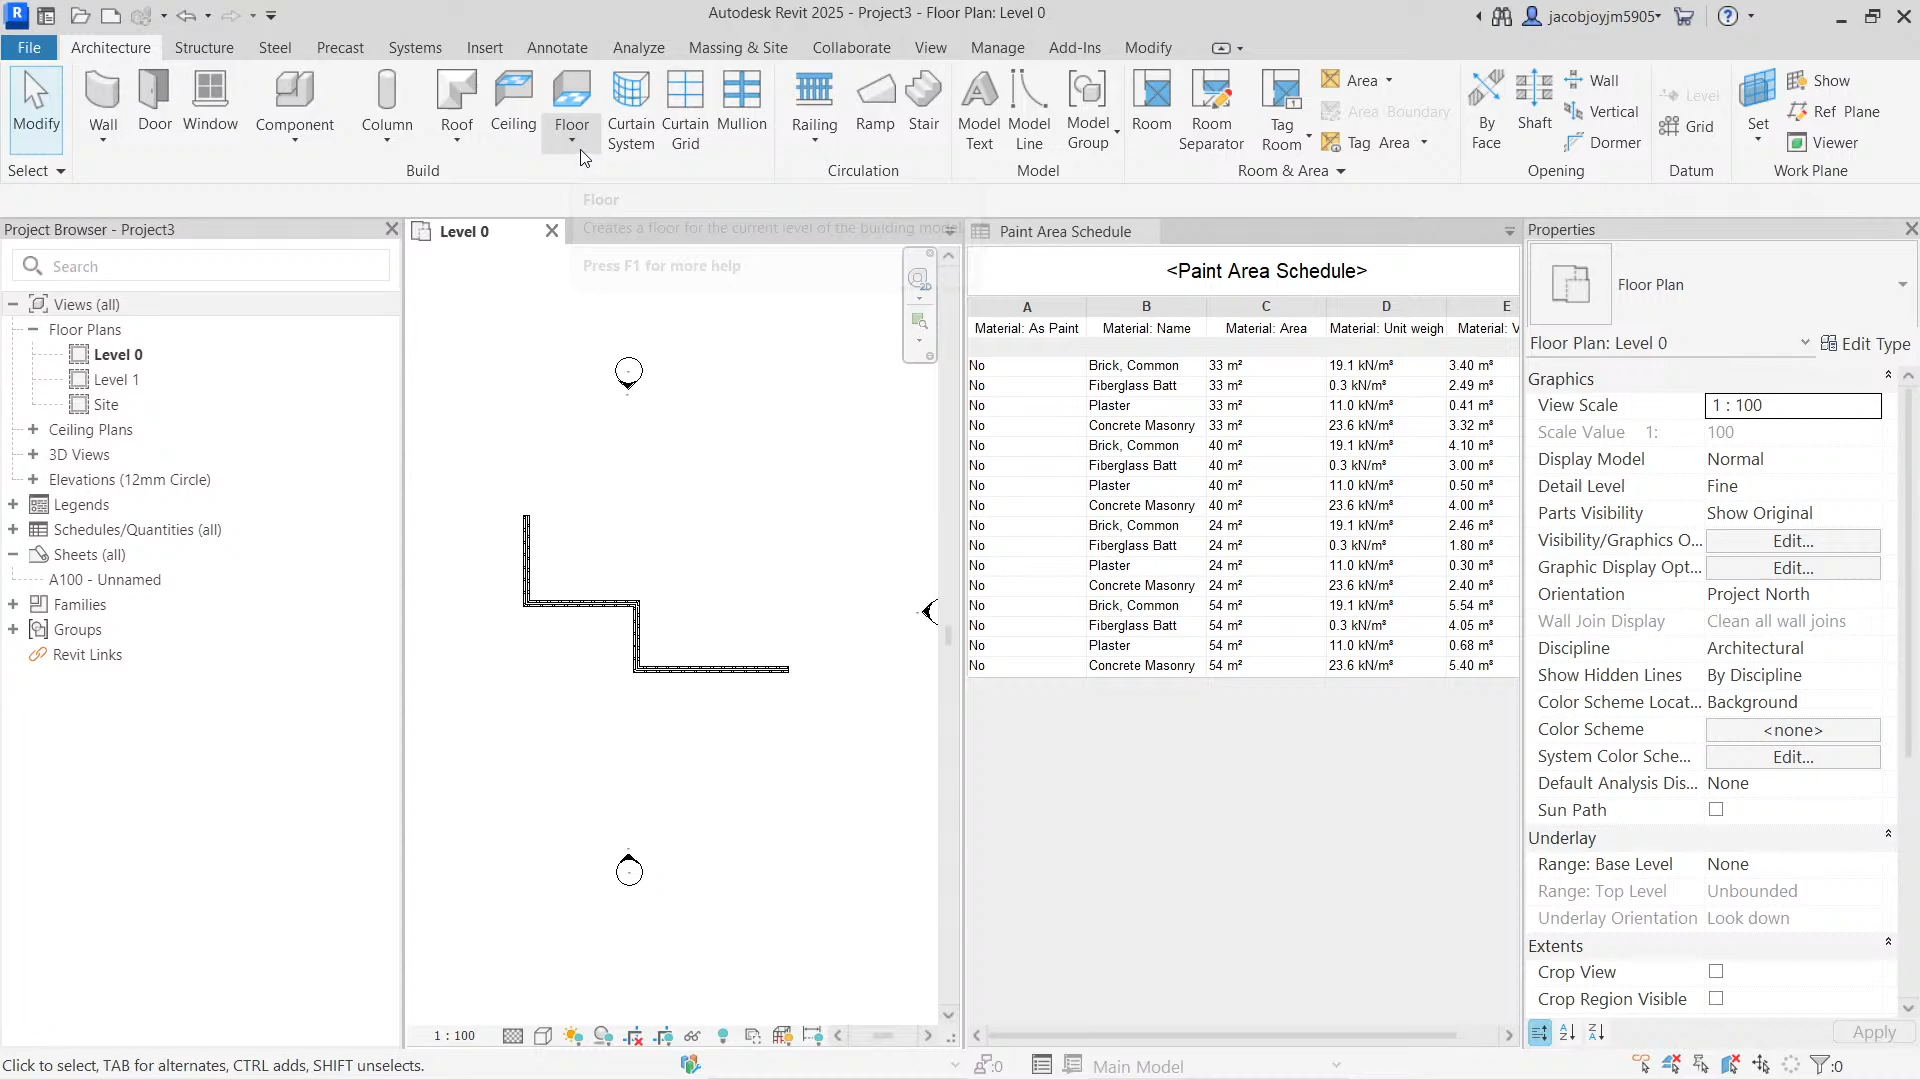 Autodesk Revit 2025 - Project3 - Floor Plan: Level 0
jacobjoyjm5905
File Architecture Structure Steel Precast Systems Insert Annotate Analyze Massing & Site Collaborate View Manage Add-Ins Modify
Modify
Wall
Door
Window
Component
Column
Roof
Ceiling
Floor
Curtain System
Curtain Grid
Mullion
Railing
Ramp
Stair
Model Text
Model Line
Model Group
Room
Room Separator
Tag Room
Area
Area Boundary
Tag Area
By Face
Shaft
Wall
Vertical
Dormer
Level
Grid
Set
Show
Ref Plane
Viewer
Select
Build
Circulation
Model
Room & Area
Opening
Datum
Work Plane
Floor
Creates a floor for the current level of the building model.
Press F1 for more help
Project Browser - Project3
Search
Views (all)
Floor Plans
Level 0
Level 1
Site
Ceiling Plans
3D Views
Elevations (12mm Circle)
Legends
Schedules/Quantities (all)
Sheets (all)
A100 - Unnamed
Families
Groups
Revit Links
Level 0
2D
1 : 100
Paint Area Schedule
<Paint Area Schedule>
A B C D E
Material: As Paint Material: Name Material: Area Material: Unit weigh Material: V
No Brick, Common 33 m² 19.1 kN/m³ 3.40 m³
No Fiberglass Batt 33 m² 0.3 kN/m³ 2.49 m³
No Plaster 33 m² 11.0 kN/m³ 0.41 m³
No Concrete Masonry 33 m² 23.6 kN/m³ 3.32 m³
No Brick, Common 40 m² 19.1 kN/m³ 4.10 m³
No Fiberglass Batt 40 m² 0.3 kN/m³ 3.00 m³
No Plaster 40 m² 11.0 kN/m³ 0.50 m³
No Concrete Masonry 40 m² 23.6 kN/m³ 4.00 m³
No Brick, Common 24 m² 19.1 kN/m³ 2.46 m³
No Fiberglass Batt 24 m² 0.3 kN/m³ 1.80 m³
No Plaster 24 m² 11.0 kN/m³ 0.30 m³
No Concrete Masonry 24 m² 23.6 kN/m³ 2.40 m³
No Brick, Common 54 m² 19.1 kN/m³ 5.54 m³
No Fiberglass Batt 54 m² 0.3 kN/m³ 4.05 m³
No Plaster 54 m² 11.0 kN/m³ 0.68 m³
No Concrete Masonry 54 m² 23.6 kN/m³ 5.40 m³
Properties
Floor Plan
Floor Plan: Level 0 Edit Type
Graphics
View Scale 1 : 100
Scale Value 1: 100
Display Model Normal
Detail Level Fine
Parts Visibility Show Original
Visibility/Graphics O... Edit...
Graphic Display Opt... Edit...
Orientation Project North
Wall Join Display Clean all wall joins
Discipline Architectural
Show Hidden Lines By Discipline
Color Scheme Locat... Background
Color Scheme <none>
System Color Sche... Edit...
Default Analysis Dis... None
Sun Path
Underlay
Range: Base Level None
Range: Top Level Unbounded
Underlay Orientation Look down
Extents
Crop View
Crop Region Visible
Apply
Click to select, TAB for alternates, CTRL adds, SHIFT unselects.
:0
Main Model
:0